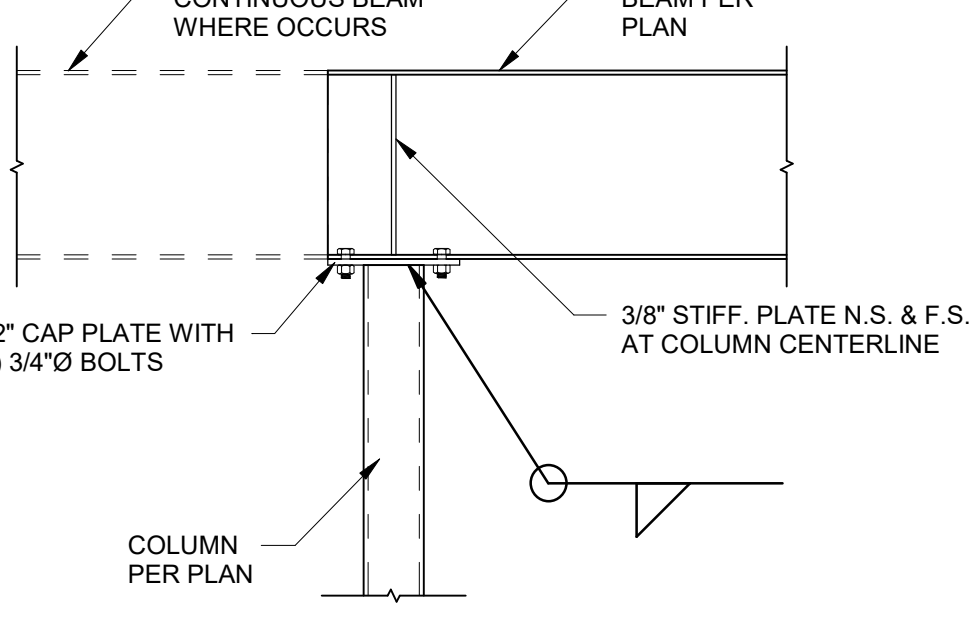 CONTINUOUS BEAM
WHERE OCCURS
BEAM PER
PLAN
2" CAP PLATE WITH
) 3/4"Ø BOLTS
3/8" STIFF. PLATE N.S. & F.S.
AT COLUMN CENTERLINE
COLUMN
PER PLAN